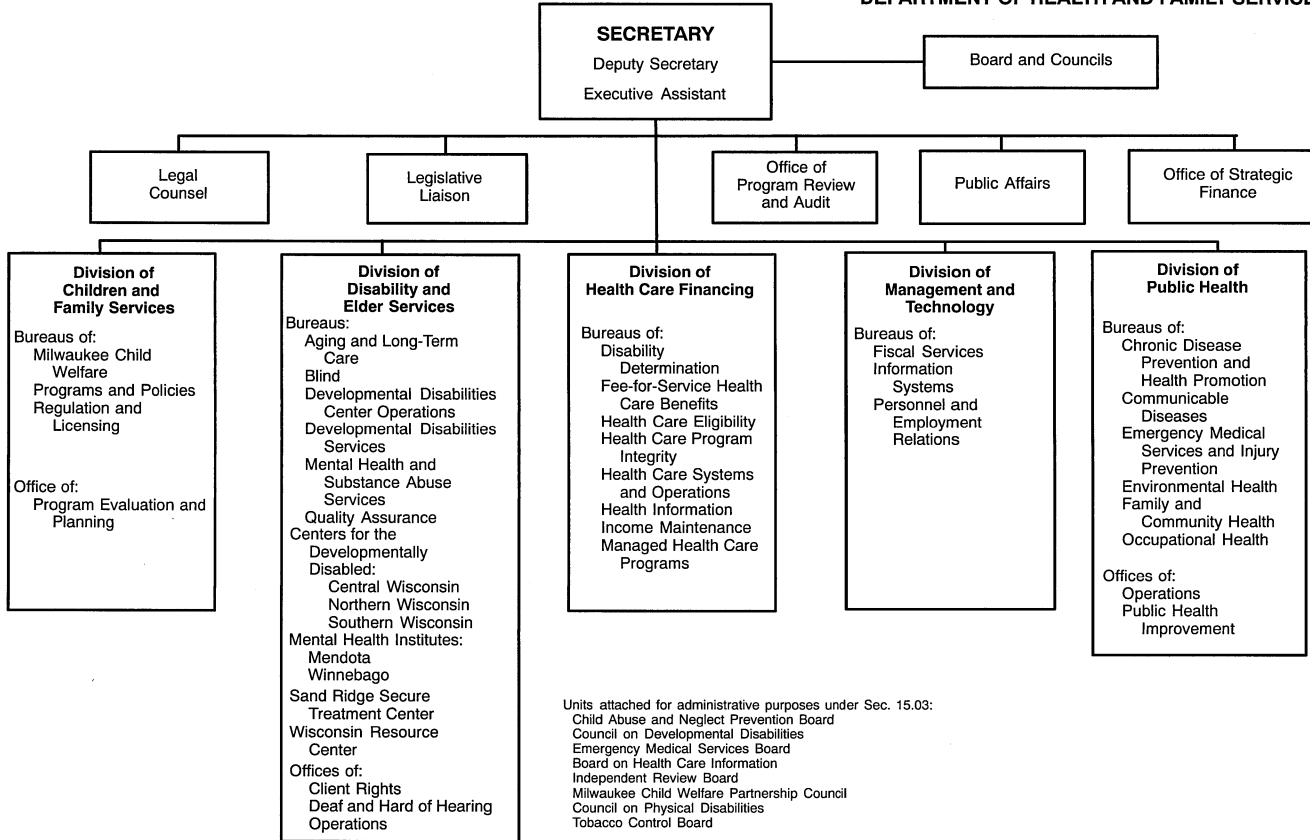 DEPARTMENT OF HEALTH AND FAMILY SERVICE
SECRETARY
Deputy Secretary
Executive Assistant
Board and Councils
Legal
Counsel
Legislative
Liaison
Office of
Program Review
and Audit
Public Affairs
Office of Strategic
Finance
Division of
Children and
Family Services
Bureaus of:
Milwaukee Child
Welfare
Programs and Policies
Regulation and
Licensing
Office of:
Program Evaluation and
Planning
Division of
Disability and
Elder Services
Bureaus:
Aging and Long-Term
Care
Blind
Developmental Disabilities
Center Operations
Developmental Disabilities
Services
Mental Health and
Substance Abuse
Services
Quality Assurance
Centers for the
Developmentally
Disabled:
Central Wisconsin
Northern Wisconsin
Southern Wisconsin
Mental Health Institutes:
Mendota
Winnebago
Sand Ridge Secure
Treatment Center
Wisconsin Resource
Center
Offices of:
Client Rights
Deaf and Hard of Hearing
Operations
Division of
Health Care Financing
Bureaus of:
Disability
Determination
Fee-for-Service Health
Care Benefits
Health Care Eligibility
Health Care Program
Integrity
Health Care Systems
and Operations
Health Information
Income Maintenance
Managed Health Care
Programs
Division of
Management and
Technology
Bureaus of:
Fiscal Services
Information
Systems
Personnel and
Employment
Relations
Division of
Public Health
Bureaus of:
Chronic Disease
Prevention and
Health Promotion
Communicable
Diseases
Emergency Medical
Services and Injury
Prevention
Environmental Health
Family and
Community Health
Occupational Health
Offices of:
Operations
Public Health
Improvement
Units attached for administrative purposes under Sec. 15.03:
Child Abuse and Neglect Prevention Board
Council on Developmental Disabilities
Emergency Medical Services Board
Board on Health Care Information
Independent Review Board
Milwaukee Child Welfare Partnership Council
Council on Physical Disabilities
Tobacco Control Board